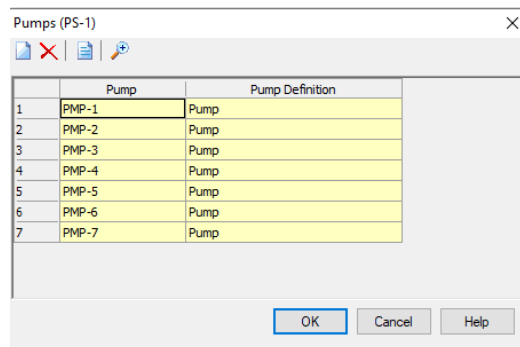 Pumps (PS-1)
Pump Pump Definition
1 PMP-1 Pump
2 PMP-2 Pump
3 PMP-3 Pump
4 PMP-4 Pump
5 PMP-5 Pump
6 PMP-6 Pump
7 PMP-7 Pump
OK Cancel Help